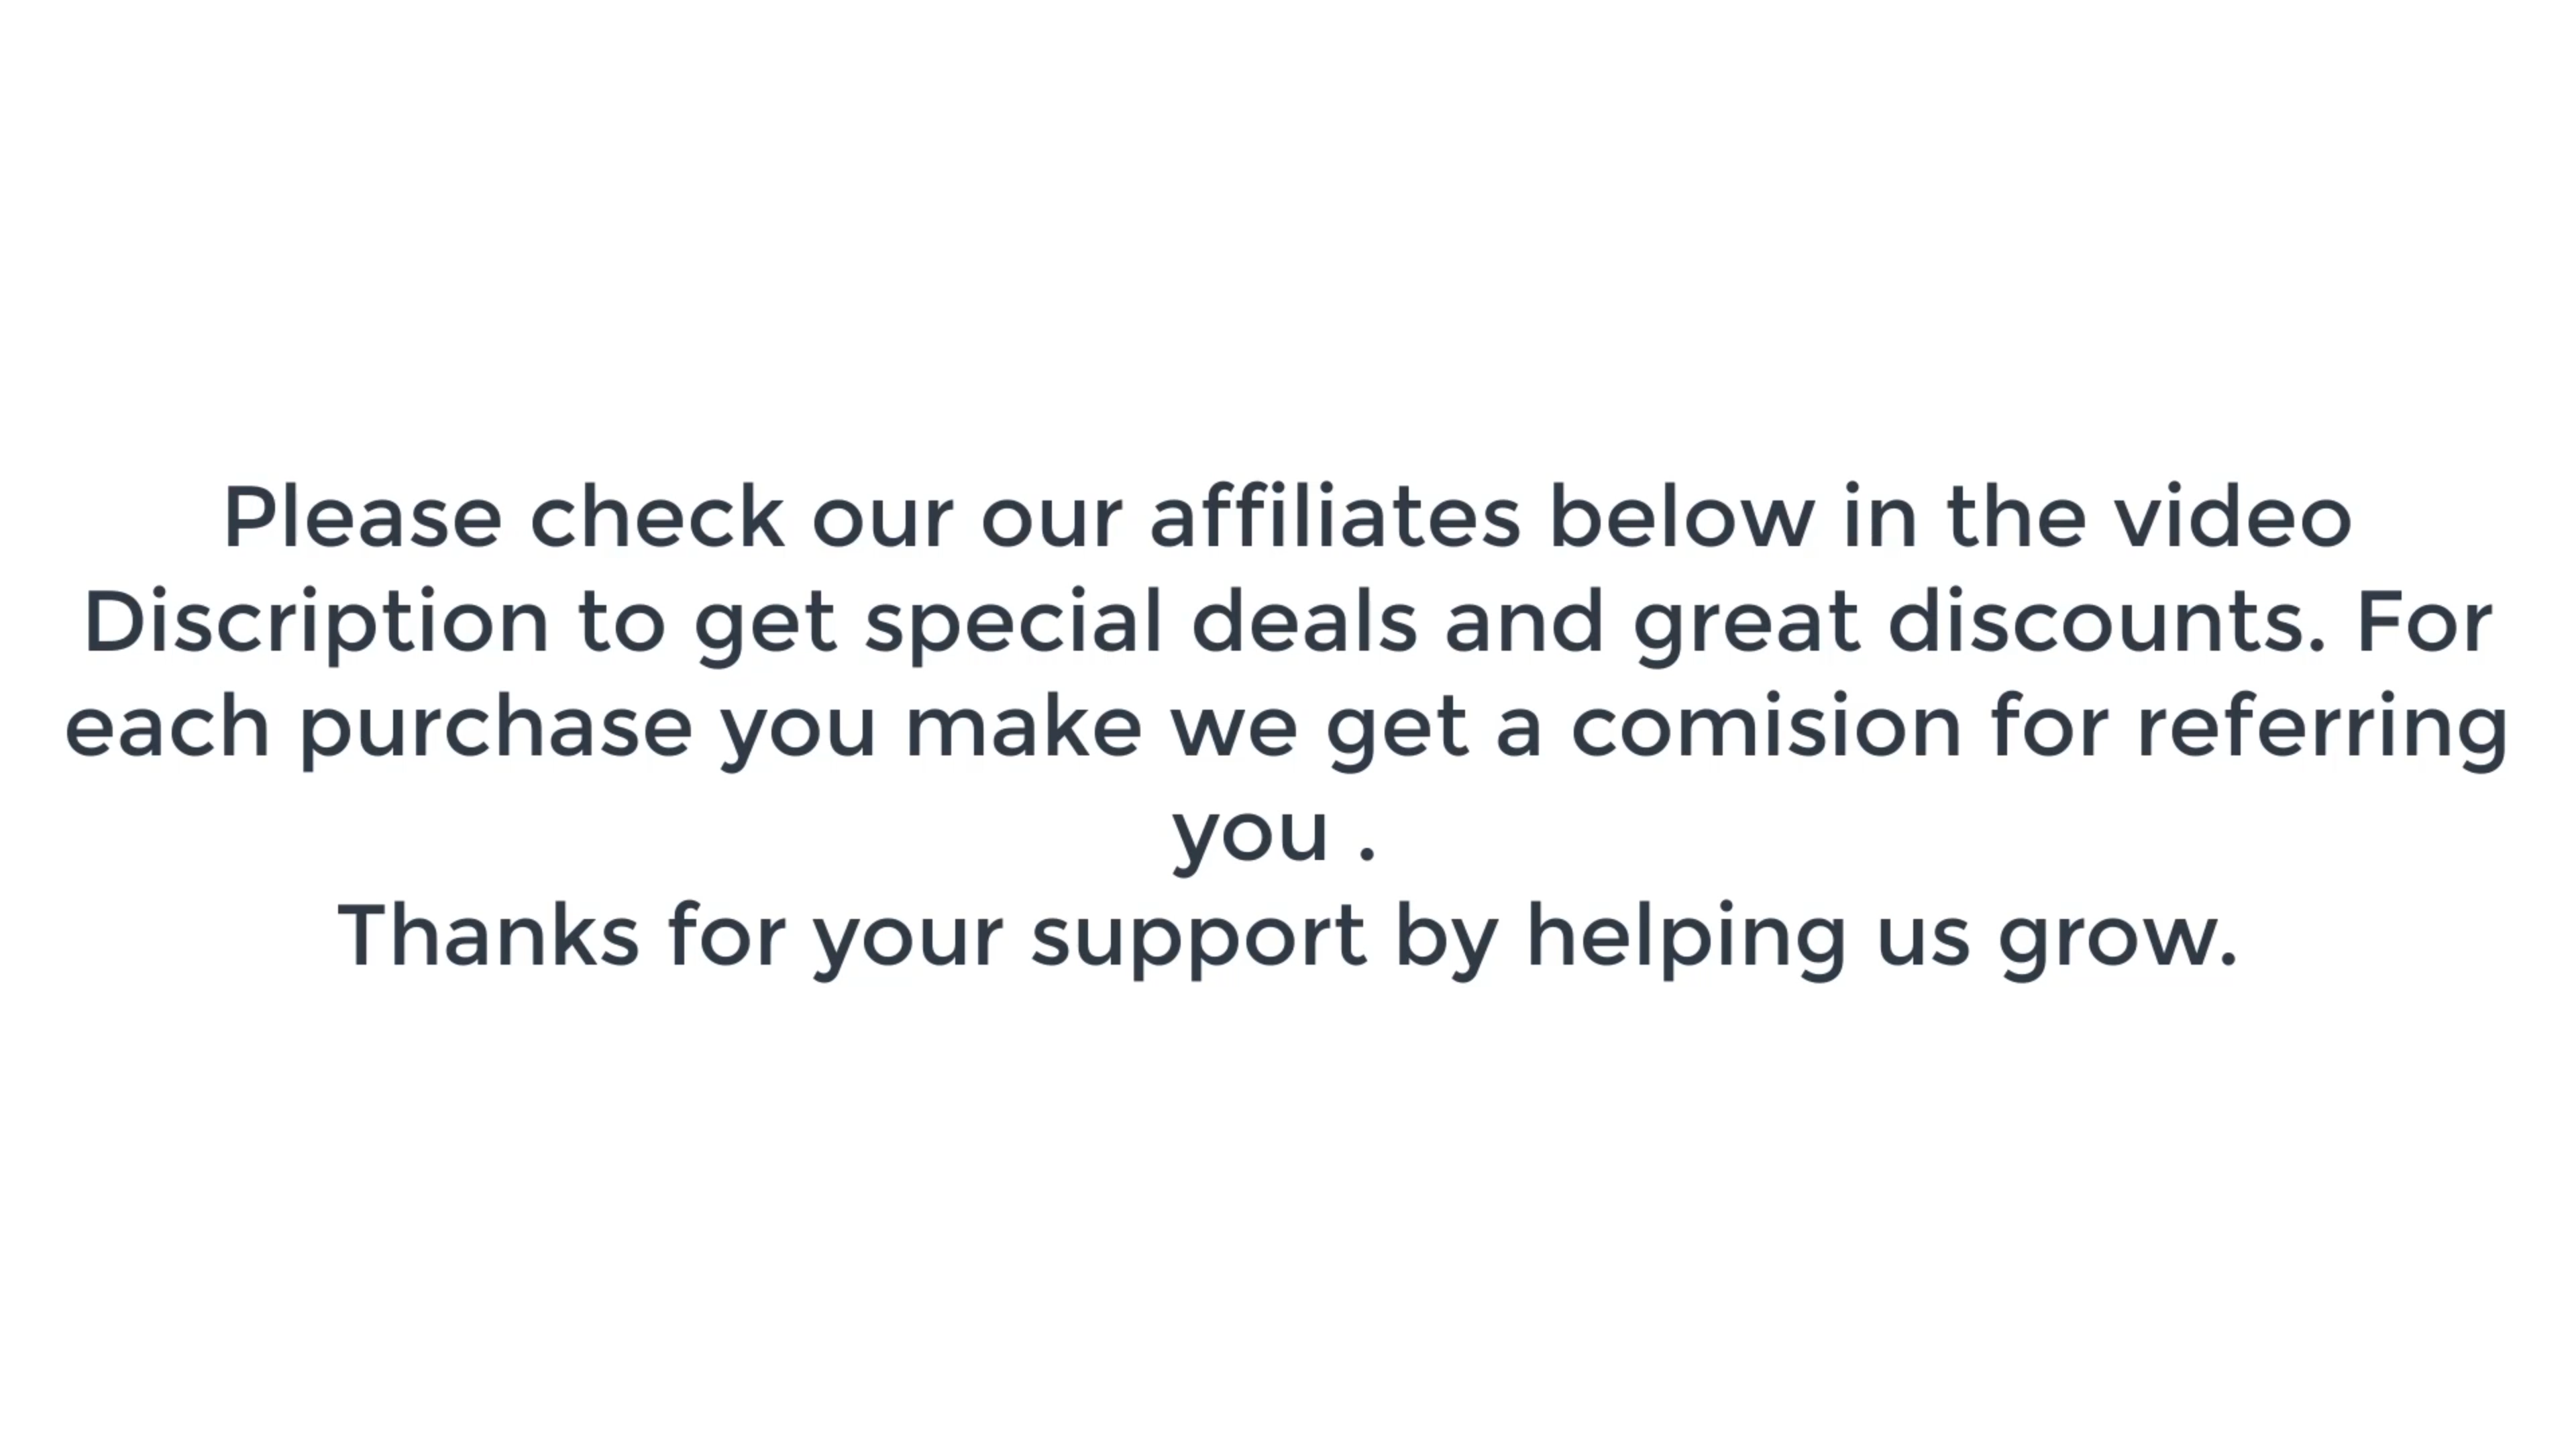 Please check our our affiliates below in the video
Discription to get special deals and great discounts. For
each purchase you make we get a comision for referring
you .
Thanks for your support by helping us grow.